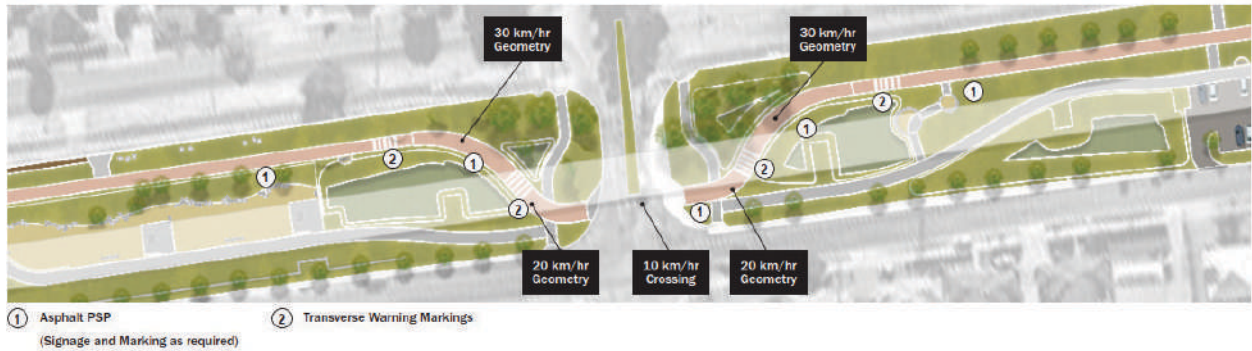 30 km/hr
Geometry
30 km/hr
Geometry
2
1
1
2
1
1
2
2
1
1
20 km/hr
Geometry
10 km/hr
Crossing
20 km/hr
Geometry
1 Asphalt PSP
(Signage and Marking as required)
2 Transverse Warning Markings